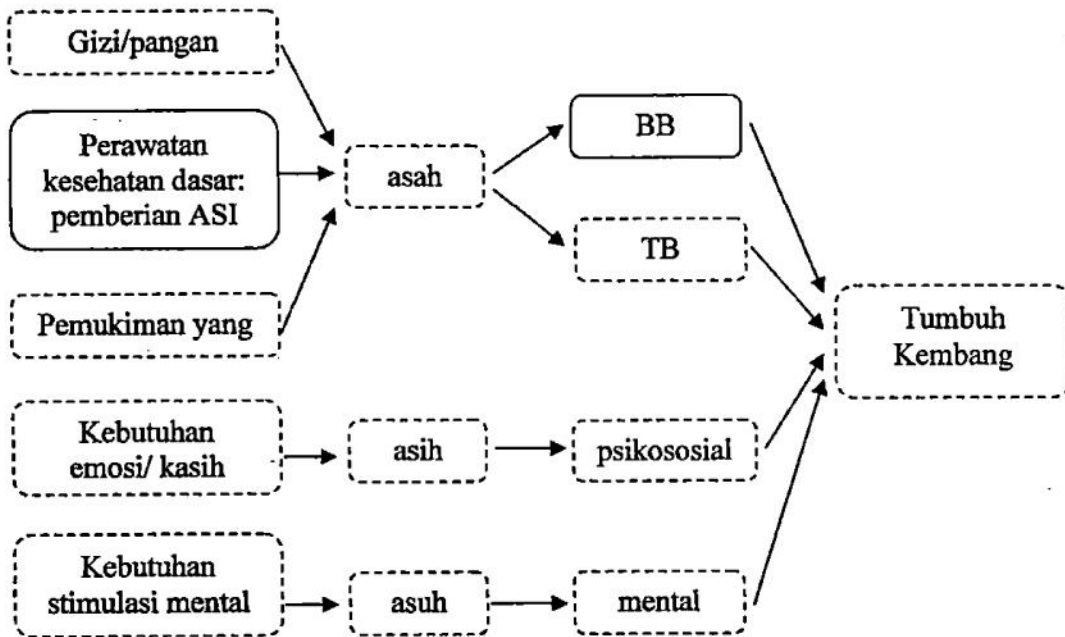 Gizi/pangan
Perawatan
kesehatan dasar:
pemberian ASI
Pemukiman yang
Kebutuhan
emosi/ kasih
Kebutuhan
stimulasi mental
asah
asih
asuh
BB
TB
psikososial
mental
Tumbuh
Kembang